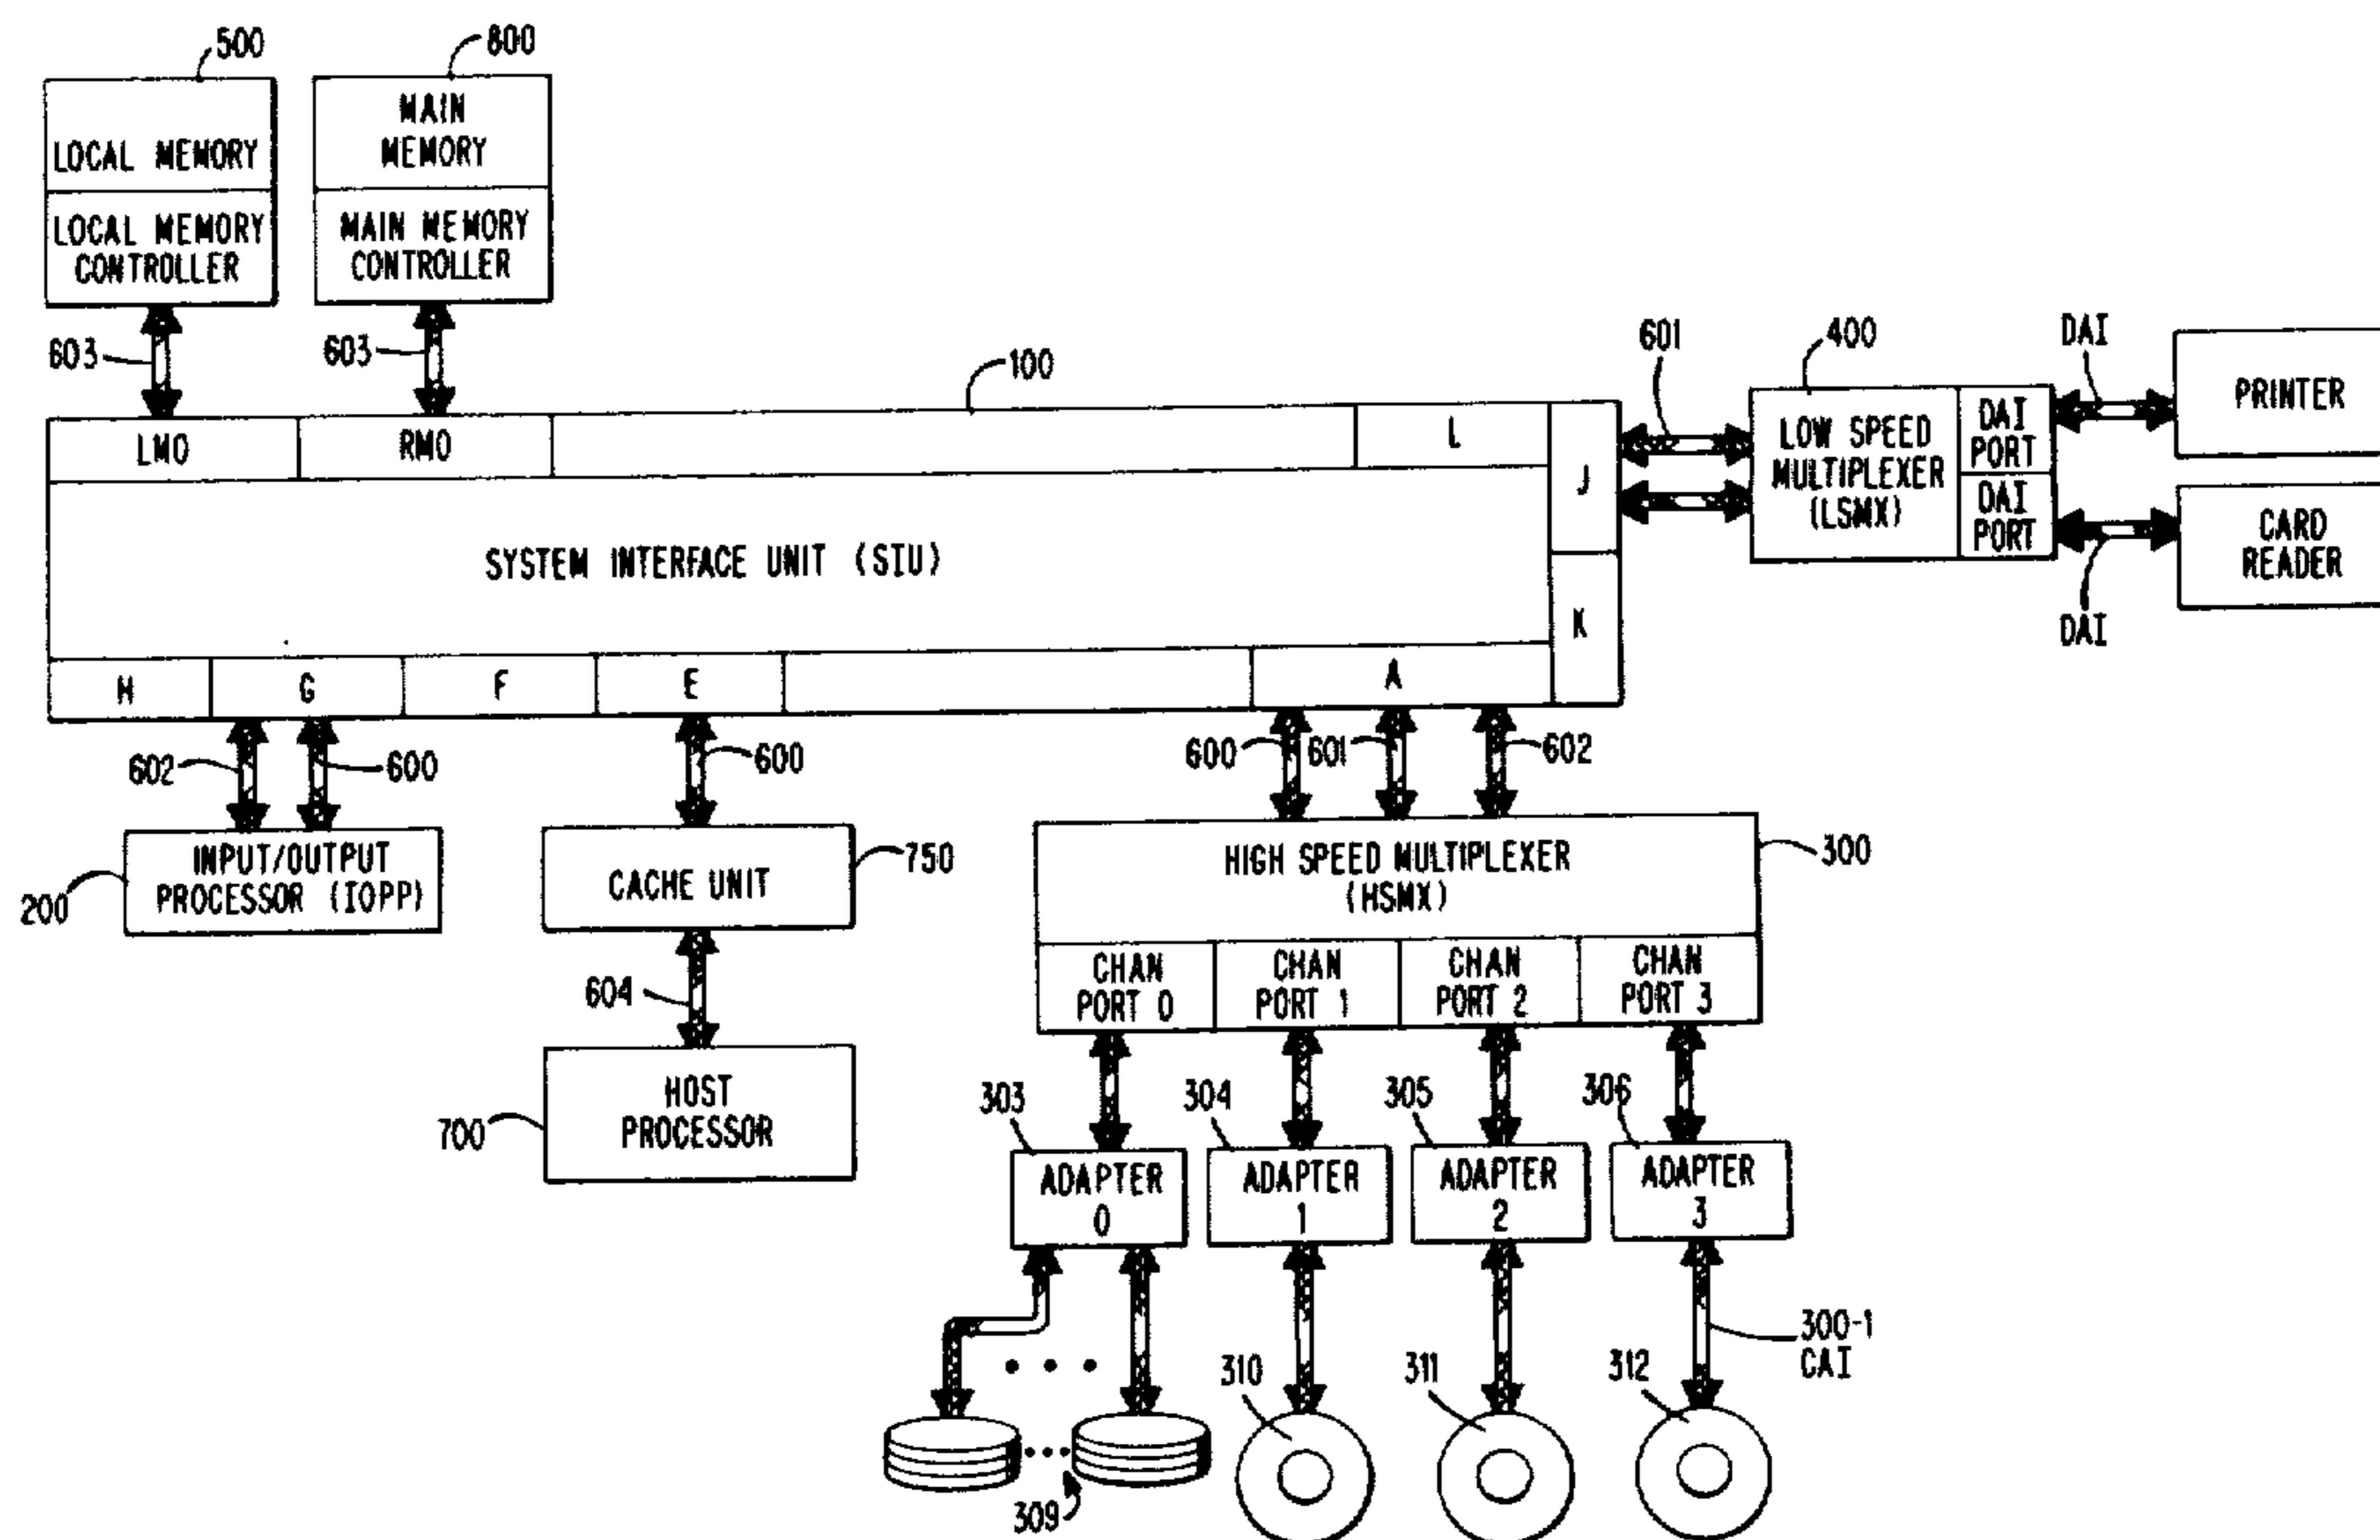 500
800
LOCAL MEMORY
MAIN
MEMORY
LOCAL MEMORY
CONTROLLER
MAIN MEMORY
CONTROLLER
603
603
100
601
400
DAI
PRINTER
LMO
RMO
L
J
LOW SPEED
MULTIPLEXER
(LSMX)
DAI
PORT
DAI
PORT
CARD
READER
DAI
SYSTEM INTERFACE UNIT (SIU)
K
H
G
F
E
A
602
600
600
600
601
602
INPUT/OUTPUT
PROCESSOR (IOPP)
200
CACHE UNIT
750
HIGH SPEED MULTIPLEXER
(HSMX)
300
604
CHAN
PORT 0
CHAN
PORT 1
CHAN
PORT 2
CHAN
PORT 3
HOST
PROCESSOR
700
303
304
305
306
ADAPTER
0
ADAPTER
1
ADAPTER
2
ADAPTER
3
300-1
CAI
310
311
312
309